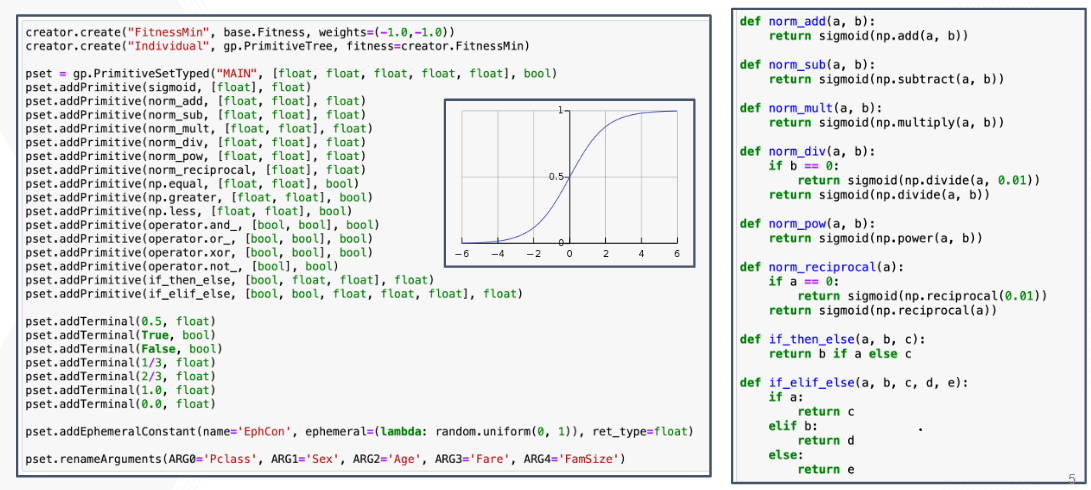 creator.create("FitnessMin", base.Fitness, weights=(-1.0,-1.0))
creator.create("Individual", gp.PrimitiveTree, fitness=creator.FitnessMin)

pset = gp.PrimitiveSetTyped("MAIN", [float, float, float, float, float], bool)
pset.addPrimitive(sigmoid, [float], float)
pset.addPrimitive(norm_add, [float, float], float)
pset.addPrimitive(norm_sub, [float, float], float)
pset.addPrimitive(norm_mult, [float, float], float)
pset.addPrimitive(norm_div, [float, float], float)
pset.addPrimitive(norm_pow, [float, float], float)
pset.addPrimitive(norm_reciprocal, [float], float)
pset.addPrimitive(np.equal, [float, float], bool)
pset.addPrimitive(np.greater, [float, float], bool)
pset.addPrimitive(np.less, [float, float], bool)
pset.addPrimitive(operator.and_, [bool, bool], bool)
pset.addPrimitive(operator.or_, [bool, bool], bool)
pset.addPrimitive(operator.xor, [bool, bool], bool)
pset.addPrimitive(operator.not_, [bool], bool)
pset.addPrimitive(if_then_else, [bool, float, float], float)
pset.addPrimitive(if_elif_else, [bool, bool, float, float, float], float)

pset.addTerminal(0.5, float)
pset.addTerminal(True, bool)
pset.addTerminal(False, bool)
pset.addTerminal(1/3, float)
pset.addTerminal(2/3, float)
pset.addTerminal(1.0, float)
pset.addTerminal(0.0, float)

pset.addEphemeralConstant(name='EphCon', ephemeral=(lambda: random.uniform(0, 1)), ret_type=float)

pset.renameArguments(ARG0='Pclass', ARG1='Sex', ARG2='Age', ARG3='Fare', ARG4='FamSize')

1
0.5
0
−6 −4 −2 0 2 4 6

def norm_add(a, b):
    return sigmoid(np.add(a, b))

def norm_sub(a, b):
    return sigmoid(np.subtract(a, b))

def norm_mult(a, b):
    return sigmoid(np.multiply(a, b))

def norm_div(a, b):
    if b == 0:
        return sigmoid(np.divide(a, 0.01))
    return sigmoid(np.divide(a, b))

def norm_pow(a, b):
    return sigmoid(np.power(a, b))

def norm_reciprocal(a):
    if a == 0:
        return sigmoid(np.reciprocal(0.01))
    return sigmoid(np.reciprocal(a))

def if_then_else(a, b, c):
    return b if a else c

def if_elif_else(a, b, c, d, e):
    if a:
        return c
    elif b:
        return d
    else:
        return e

5